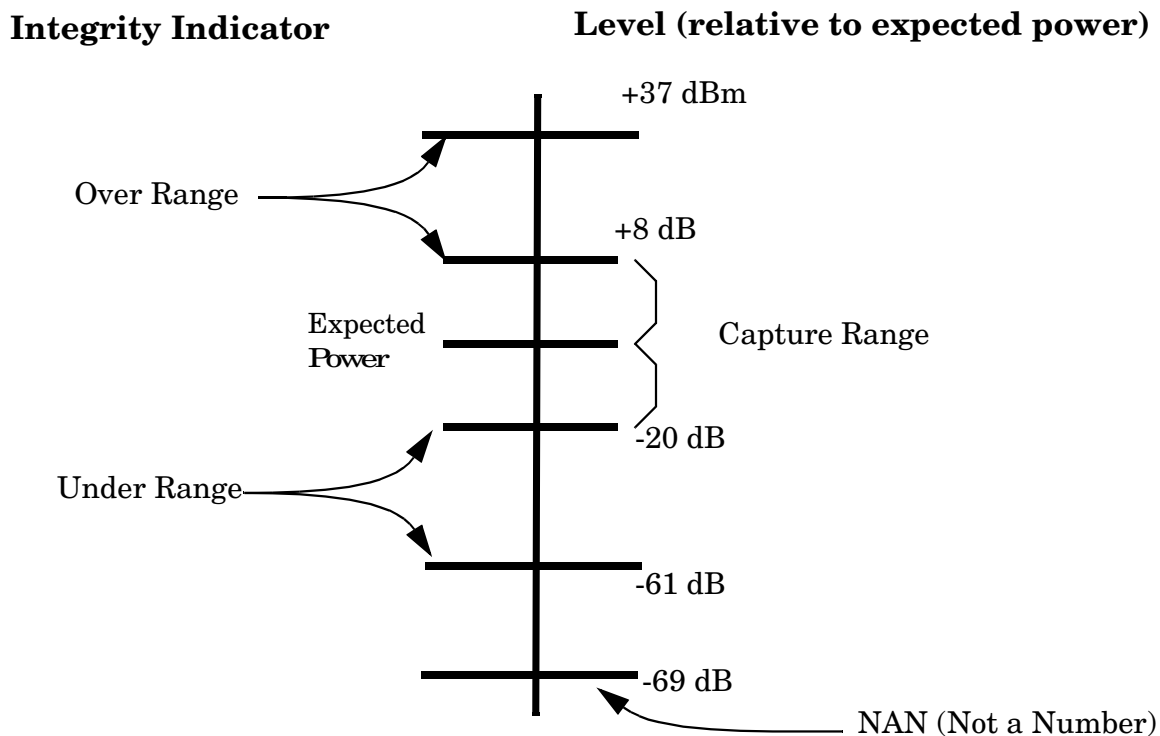 Integrity Indicator
Level (relative to expected power)
+37 dBm
Over Range
+8 dB
Expected
Power
Capture Range
-20 dB
Under Range
-61 dB
-69 dB
NAN (Not a Number)